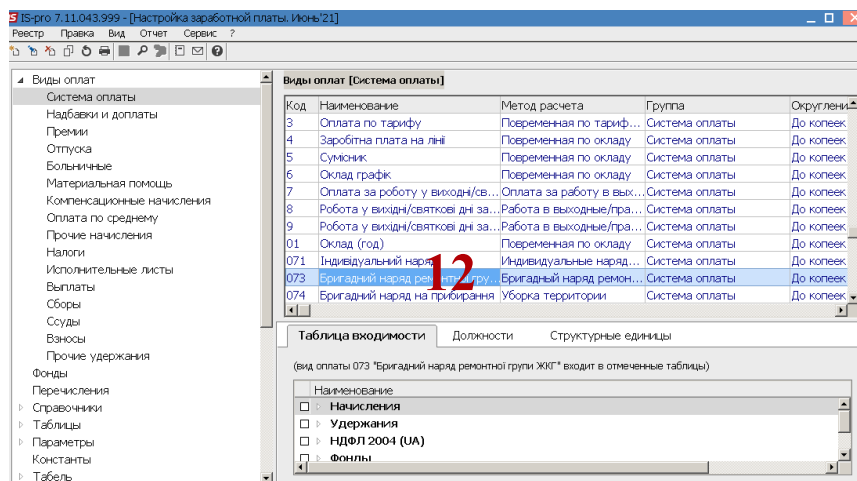 IS-pro 7.11.043.999 - [Настройка заработной платы. Июнь'21]
Реестр Правка Вид Отчет Сервис ?
Виды оплат
Система оплаты
Надбавки и доплаты
Премии
Отпуска
Больничные
Материальная помощь
Компенсационные начисления
Оплата по среднему
Прочие начисления
Налоги
Исполнительные листы
Выплаты
Сборы
Ссуды
Взносы
Прочие удержания
Фонды
Перечисления
Справочники
Таблицы
Параметры
Константы
Табель
Виды оплат [Система оплаты]
Код Наименование Метод расчета Группа Округлени
3 Оплата по тарифу Повременная по тариф... Система оплаты До копеек
4 Заробітна плата на лінії Повременная по окладу Система оплаты До копеек
5 Сумісник Повременная по окладу Система оплаты До копеек
6 Оклад графік Повременная по окладу Система оплаты До копеек
7 Оплата за роботу у виходні/св... Оплата за работу в вых... Система оплаты До копеек
8 Робота у вихідні/святкові дні за... Работа в выходные/пра... Система оплаты До копеек
9 Робота у вихідні/святкові дні за... Работа в выходные/пра... Система оплаты До копеек
01 Оклад (год) Повременная по окладу Система оплаты До копеек
071 Індивідуальний наряд Индивидуальные наряд... Система оплаты До копеек
073 Бригадний наряд ремонтної гру... Бригадный наряд ремон... Система оплаты До копеек
074 Бригадний наряд на прибирання Уборка территории Система оплаты До копеек
12
Таблица входимости Должности Структурные единицы
(вид оплаты 073 "Бригадний наряд ремонтної групи ЖКГ" входит в отмеченные таблицы)
Наименование
Начисления
Удержания
НДФЛ 2004 (UA)
Фонды